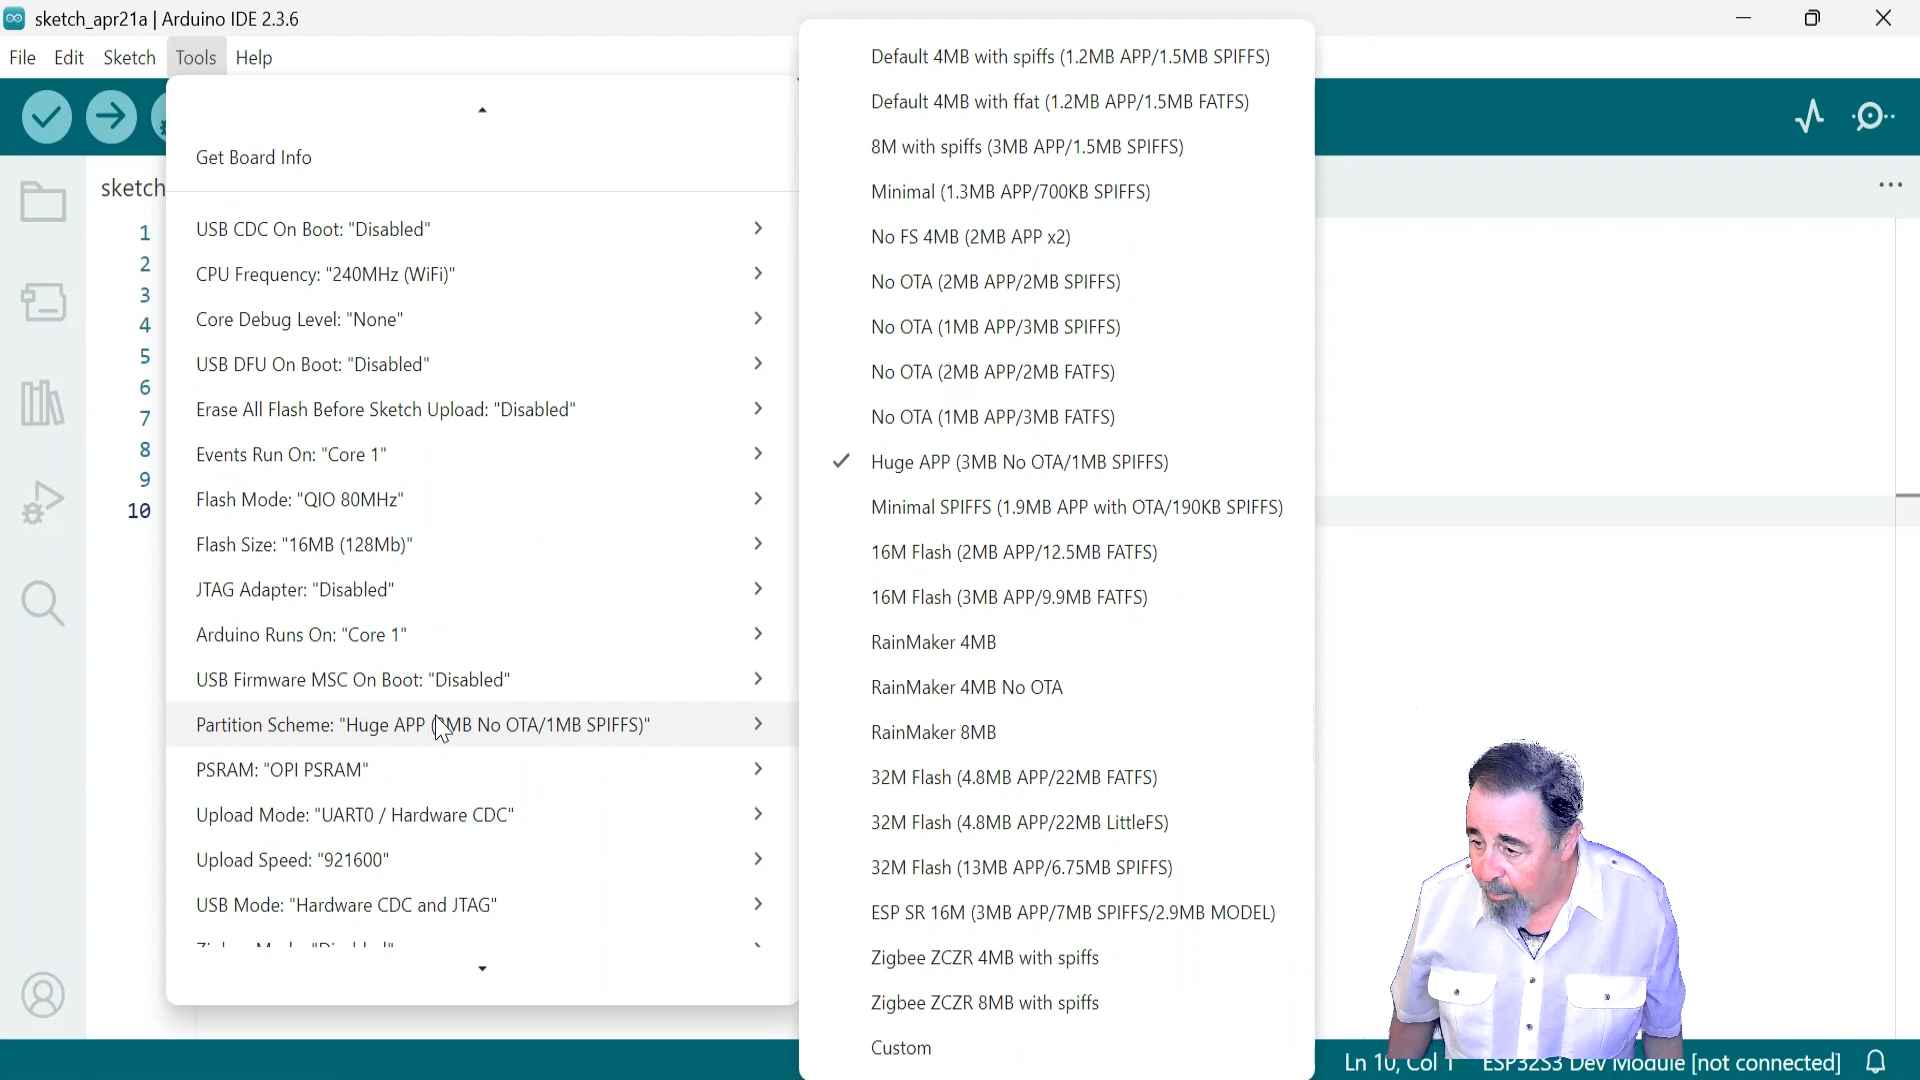 sketch_apr21a | Arduino IDE 2.3.6
File Edit Sketch Tools Help
sketch
1
2
3
4
5
6
7
8
9
10
Get Board Info
USB CDC On Boot: "Disabled"
CPU Frequency: "240MHz (WiFi)"
Core Debug Level: "None"
USB DFU On Boot: "Disabled"
Erase All Flash Before Sketch Upload: "Disabled"
Events Run On: "Core 1"
Flash Mode: "QIO 80MHz"
Flash Size: "16MB (128Mb)"
JTAG Adapter: "Disabled"
Arduino Runs On: "Core 1"
USB Firmware MSC On Boot: "Disabled"
Partition Scheme: "Huge APP (3MB No OTA/1MB SPIFFS)"
PSRAM: "OPI PSRAM"
Upload Mode: "UART0 / Hardware CDC"
Upload Speed: "921600"
USB Mode: "Hardware CDC and JTAG"
Default 4MB with spiffs (1.2MB APP/1.5MB SPIFFS)
Default 4MB with ffat (1.2MB APP/1.5MB FATFS)
8M with spiffs (3MB APP/1.5MB SPIFFS)
Minimal (1.3MB APP/700KB SPIFFS)
No FS 4MB (2MB APP x2)
No OTA (2MB APP/2MB SPIFFS)
No OTA (1MB APP/3MB SPIFFS)
No OTA (2MB APP/2MB FATFS)
No OTA (1MB APP/3MB FATFS)
Huge APP (3MB No OTA/1MB SPIFFS)
Minimal SPIFFS (1.9MB APP with OTA/190KB SPIFFS)
16M Flash (2MB APP/12.5MB FATFS)
16M Flash (3MB APP/9.9MB FATFS)
RainMaker 4MB
RainMaker 4MB No OTA
RainMaker 8MB
32M Flash (4.8MB APP/22MB FATFS)
32M Flash (4.8MB APP/22MB LittleFS)
32M Flash (13MB APP/6.75MB SPIFFS)
ESP SR 16M (3MB APP/7MB SPIFFS/2.9MB MODEL)
Zigbee ZCZR 4MB with spiffs
Zigbee ZCZR 8MB with spiffs
Custom
Ln 10, Col 1 ESP32S3 Dev Module [not connected]